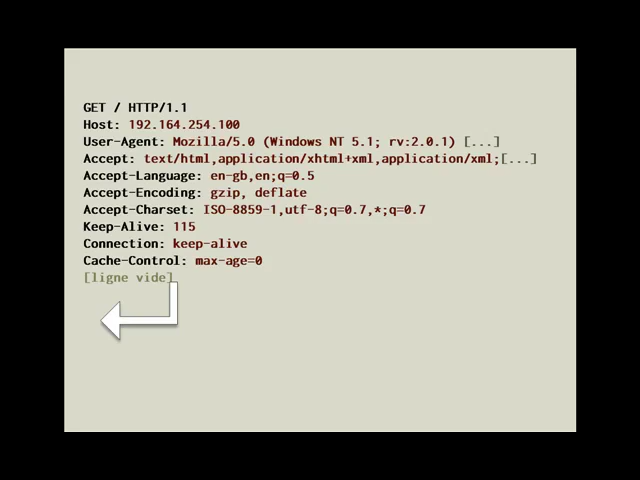 GET / HTTP/1.1
Host: 192.164.254.100
User-Agent: Mozilla/5.0 (Windows NT 5.1; rv:2.0.1) [...]
Accept: text/html,application/xhtml+xml,application/xml;[...]
Accept-Language: en-gb,en;q=0.5
Accept-Encoding: gzip, deflate
Accept-Charset: ISO-8859-1,utf-8;q=0.7,*;q=0.7
Keep-Alive: 115
Connection: keep-alive
Cache-Control: max-age=0
[ligne vide]